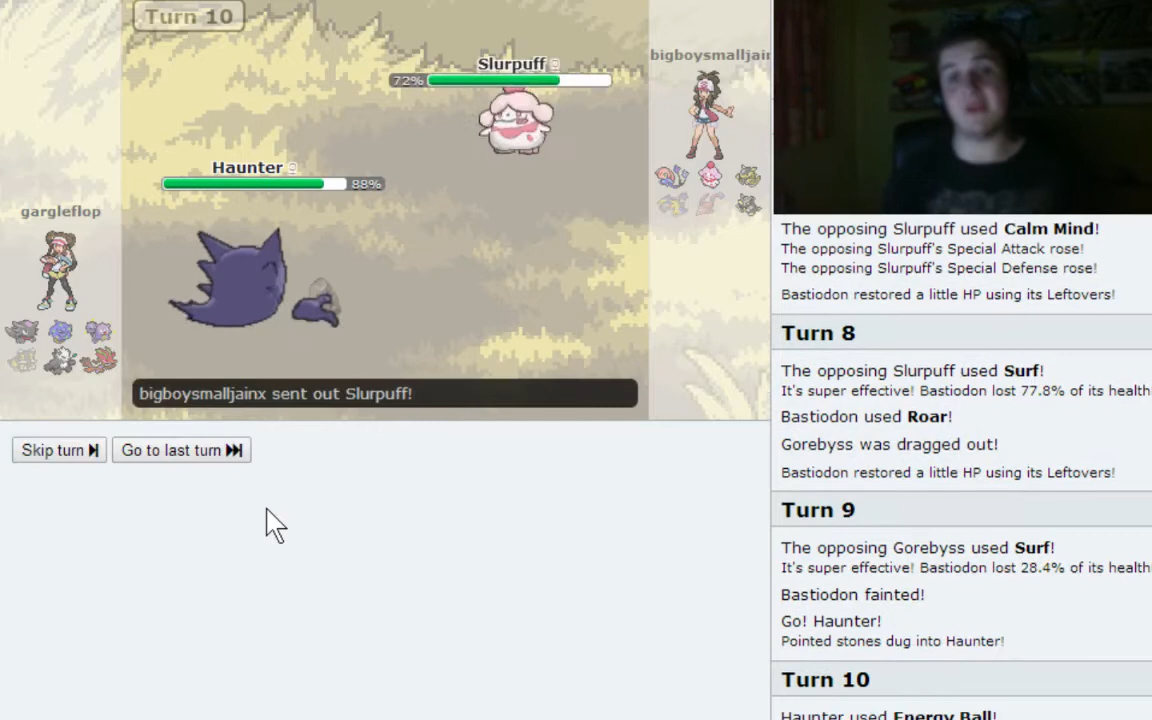 Turn 10
bigboysmalljain
Slurpuff
72%
Haunter
88%
gargleflop
bigboysmalljainx sent out Slurpuff!
Skip turn
Go to last turn
The opposing Slurpuff used Calm Mind!
The opposing Slurpuff's Special Attack rose!
The opposing Slurpuff's Special Defense rose!
Bastiodon restored a little HP using its Leftovers!
Turn 8
The opposing Slurpuff used Surf!
It's super effective! Bastiodon lost 77.8% of its health
Bastiodon used Roar!
Gorebyss was dragged out!
Bastiodon restored a little HP using its Leftovers!
Turn 9
The opposing Gorebyss used Surf!
It's super effective! Bastiodon lost 28.4% of its health
Bastiodon fainted!
Go! Haunter!
Pointed stones dug into Haunter!
Turn 10
Haunter used Energy Ball!